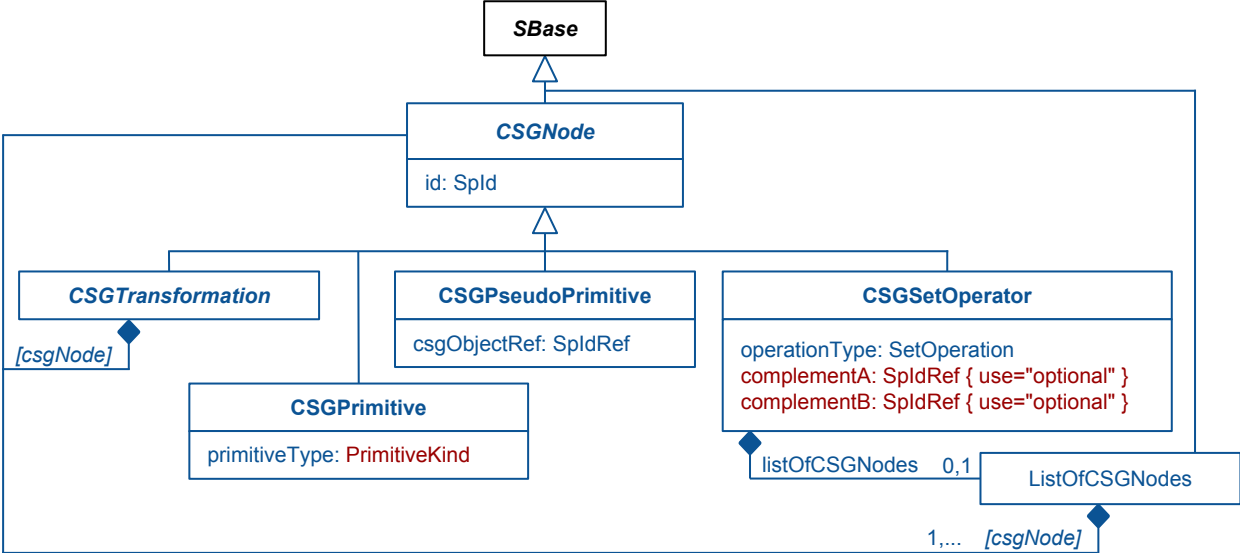 SBase
CSGNode
id: SpId
CSGTransformation
[csgNode]
CSGPseudoPrimitive
csgObjectRef: SpIdRef
CSGSetOperator
operationType: SetOperation
complementA: SpIdRef { use="optional" }
complementB: SpIdRef { use="optional" }
CSGPrimitive
primitiveType: PrimitiveKind
listOfCSGNodes 0,1
ListOfCSGNodes
1,... [csgNode]